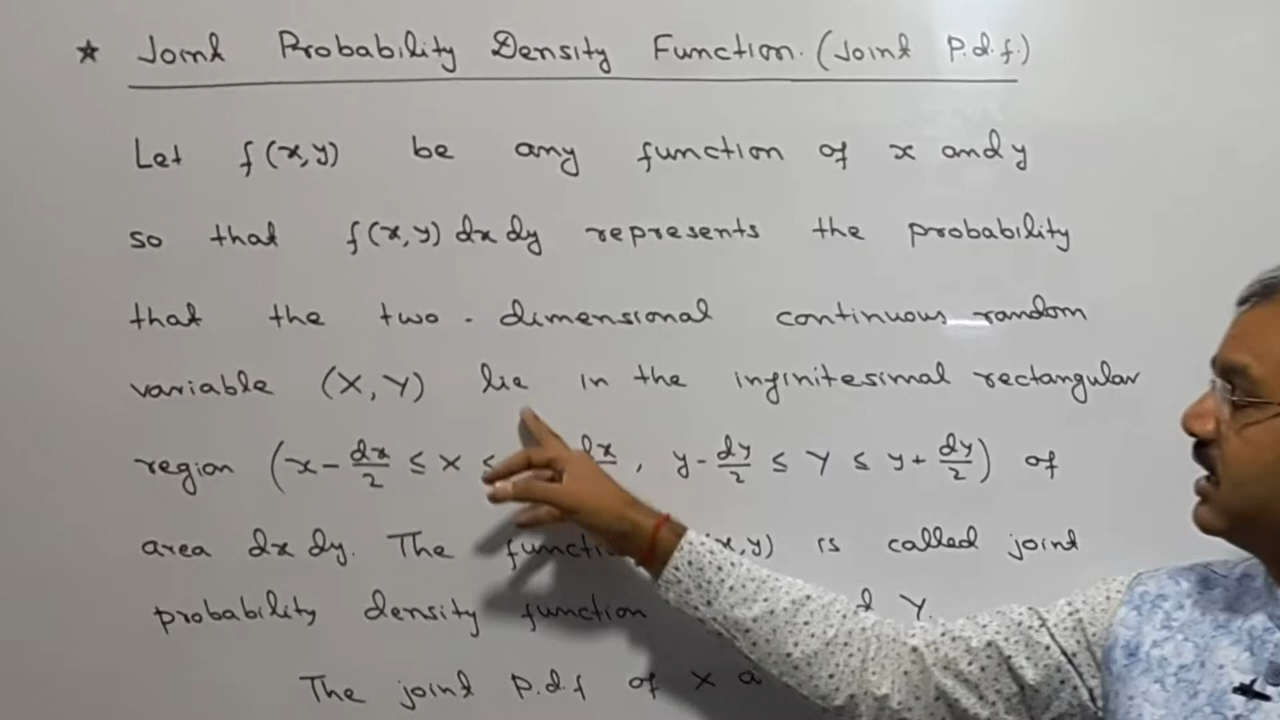 * Joint Probability Density Function. (Joint P.d.f.)
Let f(x,y) be any function of x and y
so that f(x,y) dx dy represents the probability
that the two - dimensional continuous random
variable (X, Y) lie in the infinitesimal rectangular
region (x - dx/2 ≤ X ≤ dx/2, y - dy/2 ≤ Y ≤ y + dy/2) of
area dx dy. The (x,y) is called joint
probability density function Y.
The joint P.d.f of X